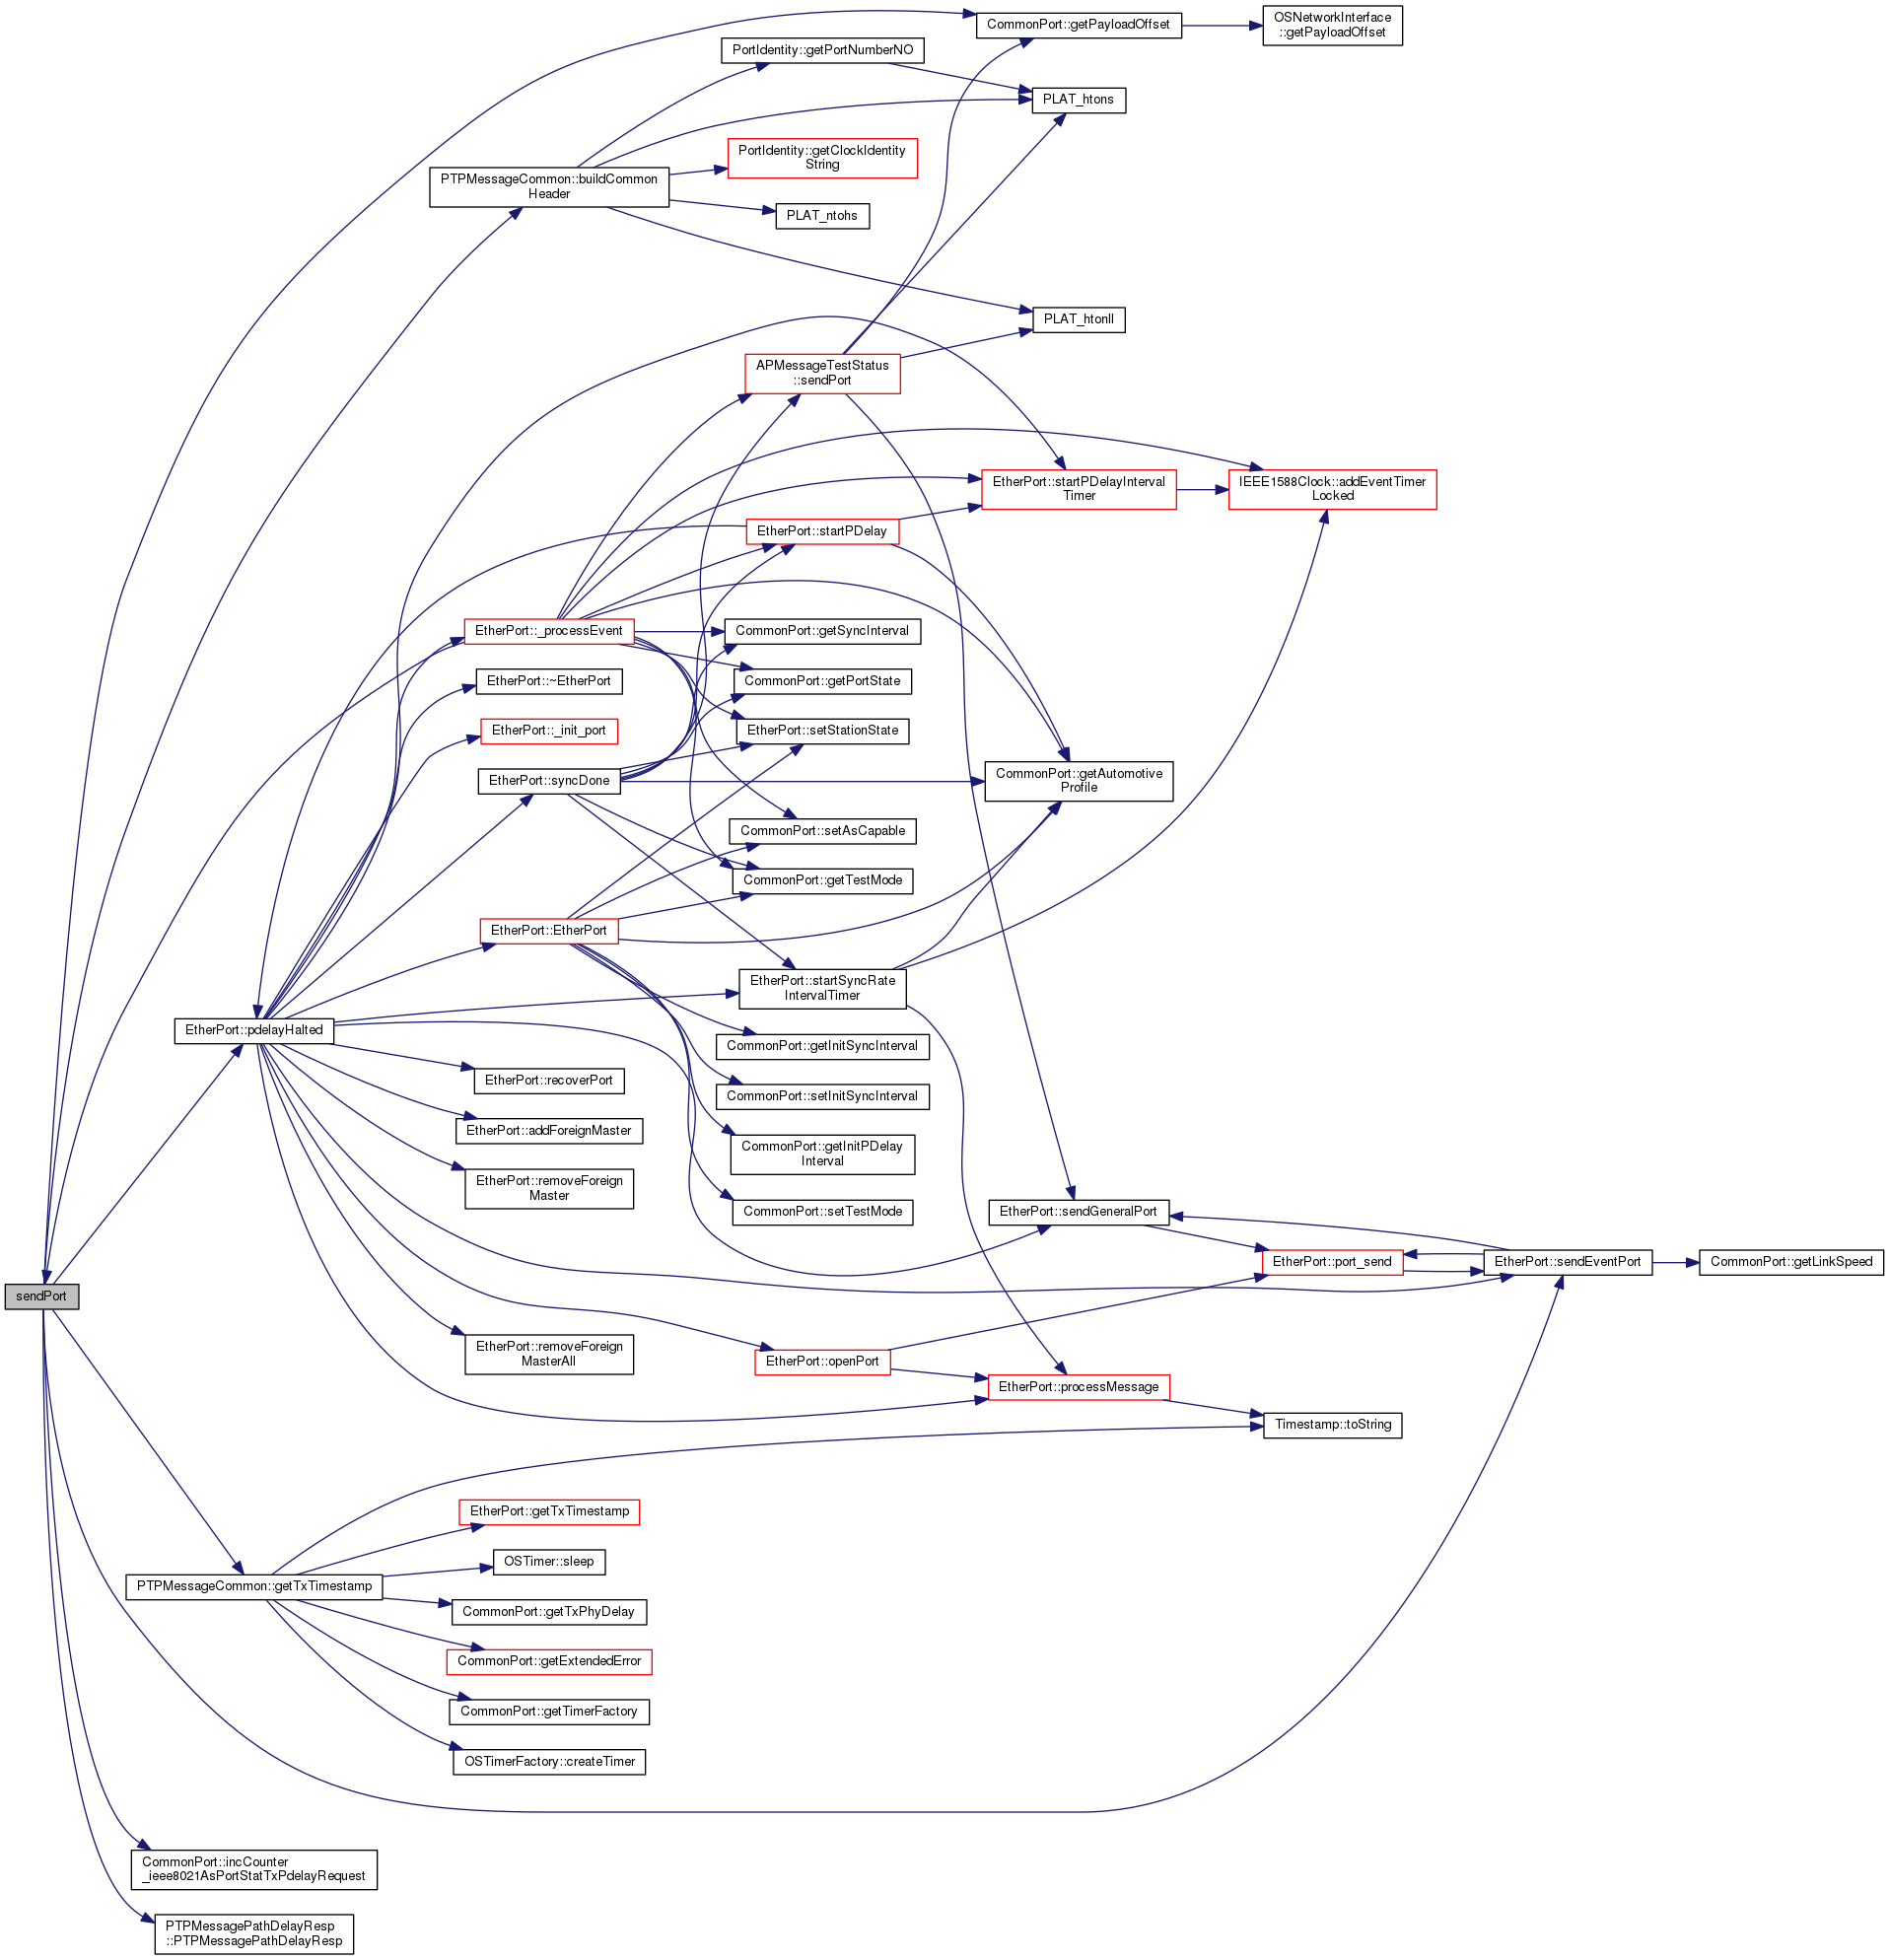 CommonPort::getPayloadOffset
OSNetworkInterface
::getPayloadOffset
PortIdentity::getPortNumberNO
PLAT_htons
PortIdentity::getClockIdentity
String
PTPMessageCommon::buildCommon
Header
PLAT_ntohs
PLAT_htonll
APMessageTestStatus
::sendPort
EtherPort::startPDelayInterval
Timer
IEEE1588Clock::addEventTimer
Locked
EtherPort::startPDelay
EtherPort::_processEvent
CommonPort::getSyncInterval
EtherPort::~EtherPort
CommonPort::getPortState
EtherPort::_init_port
EtherPort::setStationState
EtherPort::syncDone
CommonPort::getAutomotive
Profile
CommonPort::setAsCapable
CommonPort::getTestMode
EtherPort::EtherPort
EtherPort::startSyncRate
IntervalTimer
EtherPort::pdelayHalted
CommonPort::getInitSyncInterval
EtherPort::recoverPort
CommonPort::setInitSyncInterval
EtherPort::addForeignMaster
CommonPort::getInitPDelay
Interval
EtherPort::removeForeign
Master
CommonPort::setTestMode
EtherPort::sendGeneralPort
EtherPort::port_send
EtherPort::sendEventPort
CommonPort::getLinkSpeed
sendPort
EtherPort::removeForeign
MasterAll
EtherPort::openPort
EtherPort::processMessage
Timestamp::toString
EtherPort::getTxTimestamp
OSTimer::sleep
PTPMessageCommon::getTxTimestamp
CommonPort::getTxPhyDelay
CommonPort::getExtendedError
CommonPort::getTimerFactory
OSTimerFactory::createTimer
CommonPort::incCounter
_ieee8021AsPortStatTxPdelayRequest
PTPMessagePathDelayResp
::PTPMessagePathDelayResp